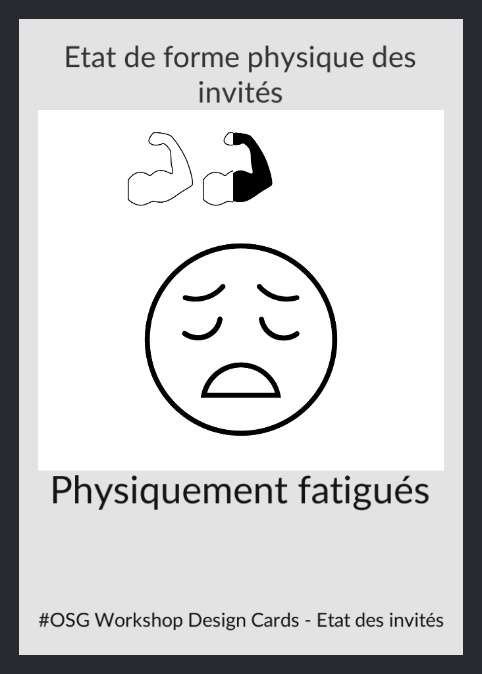 Etat de forme physique des
invités
Physiquement fatigués
#OSG Workshop Design Cards - Etat des invités